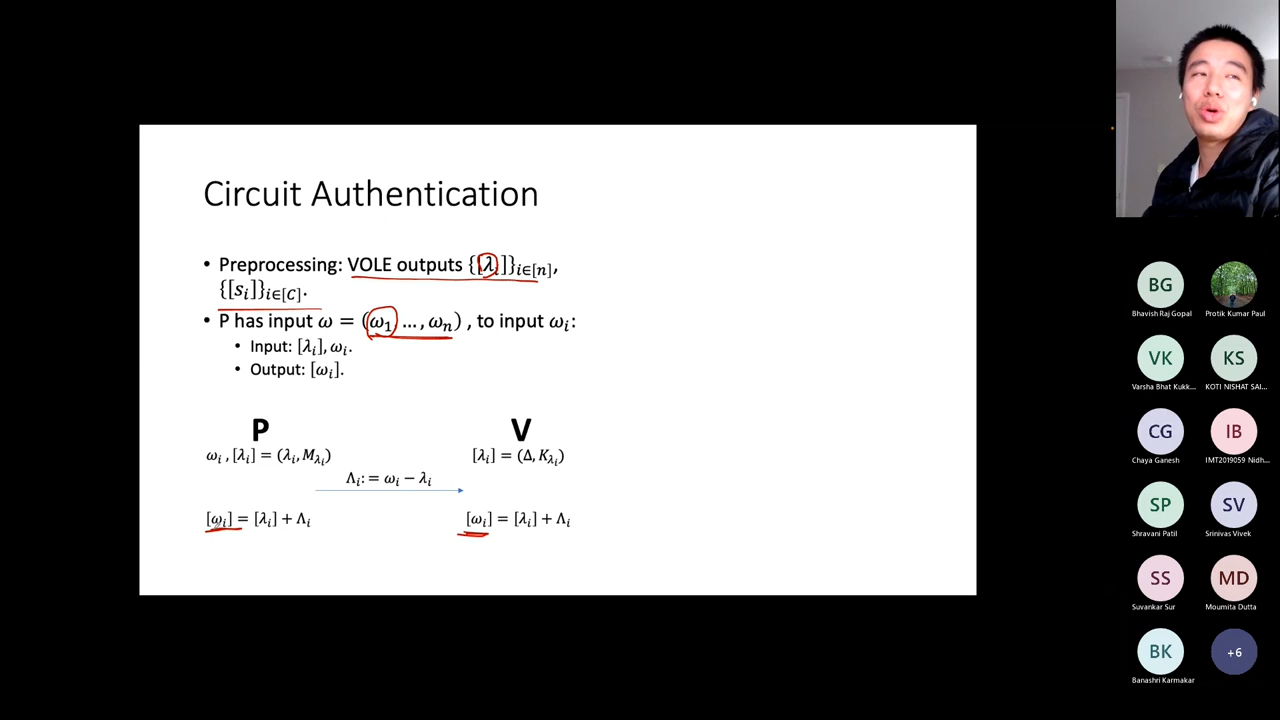 Circuit Authentication
• Preprocessing: VOLE outputs {[λᵢ]}ᵢ∈[n],
{[sᵢ]}ᵢ∈[C].
• P has input ω = (ω₁ …, ωₙ) , to input ωᵢ:
• Input: [λᵢ], ωᵢ.
• Output: [ωᵢ].
P V
ωᵢ , [λᵢ] = (λᵢ, M_λᵢ) [λᵢ] = (Δ, K_λᵢ)
Λᵢ: = ωᵢ − λᵢ
[ωᵢ] = [λᵢ] + Λᵢ [ωᵢ] = [λᵢ] + Λᵢ
BG
Bhavish Raj Gopal Protik Kumar Paul
VK KS
Varsha Bhat Kukk... KOTI NISHAT SAI...
CG IB
Chaya Ganesh IMT2019059 Nidh...
SP SV
Shravani Patil Srinivas Vivek
SS MD
Suvankar Sur Moumita Dutta
BK +6
Banashri Karmakar